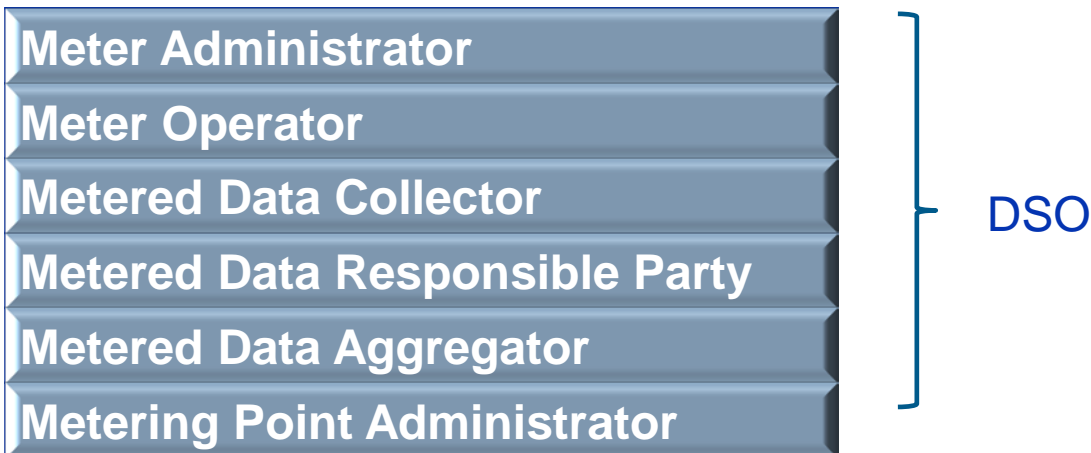 Meter Administrator
Meter Operator
Metered Data Collector
Metered Data Responsible Party
Metered Data Aggregator
Metering Point Administrator
DSO